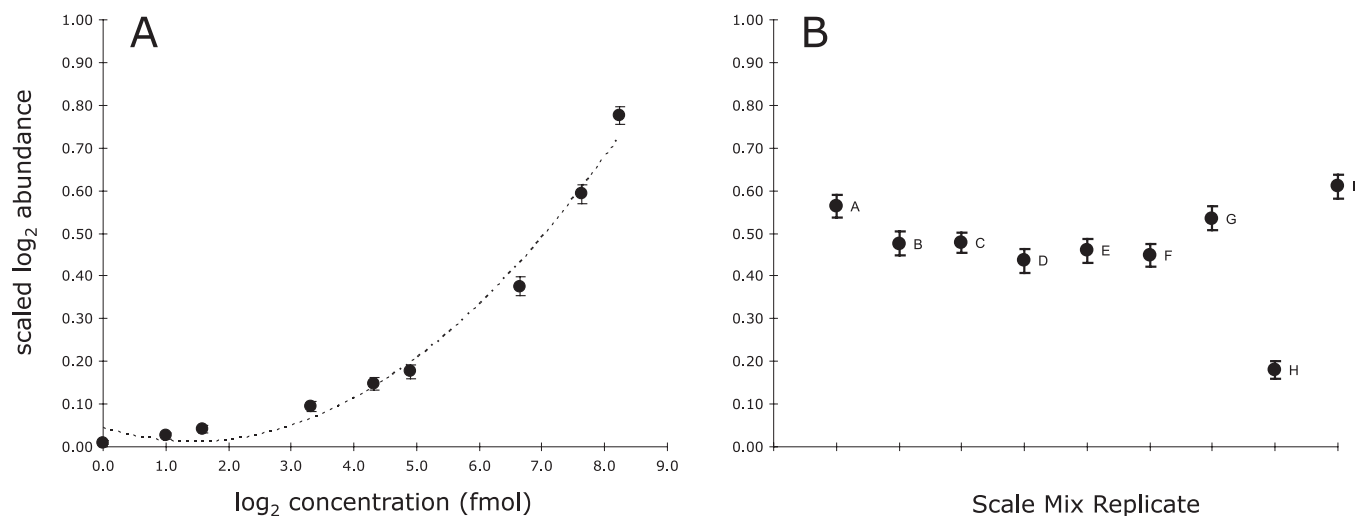 A
scaled log₂ abundance
1.00
0.90
0.80
0.70
0.60
0.50
0.40
0.30
0.20
0.10
0.00
0.0 1.0 2.0 3.0 4.0 5.0 6.0 7.0 8.0 9.0
log₂ concentration (fmol)
B
1.00
0.90
0.80
0.70
0.60
0.50
0.40
0.30
0.20
0.10
0.00
A
B
C
D
E
F
G
H
Scale Mix Replicate